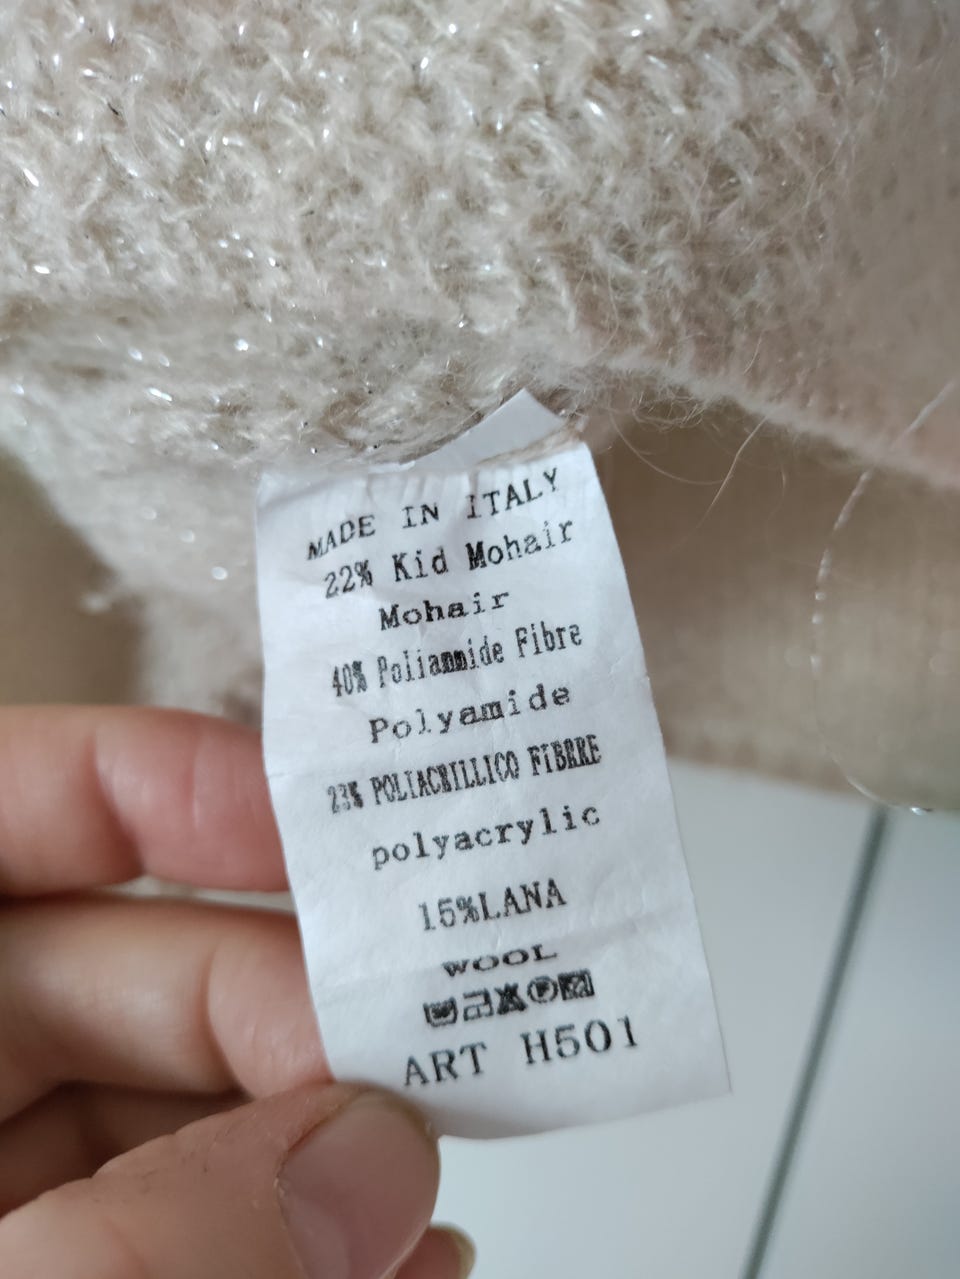 MADE IN ITALY
22% Kid Mohair
Mohair
40% Poliammide Fibre
Polyamide
23% POLIACRILLICO FIBRRE
polyacrylic
15%LANA
WOOL
ART H501